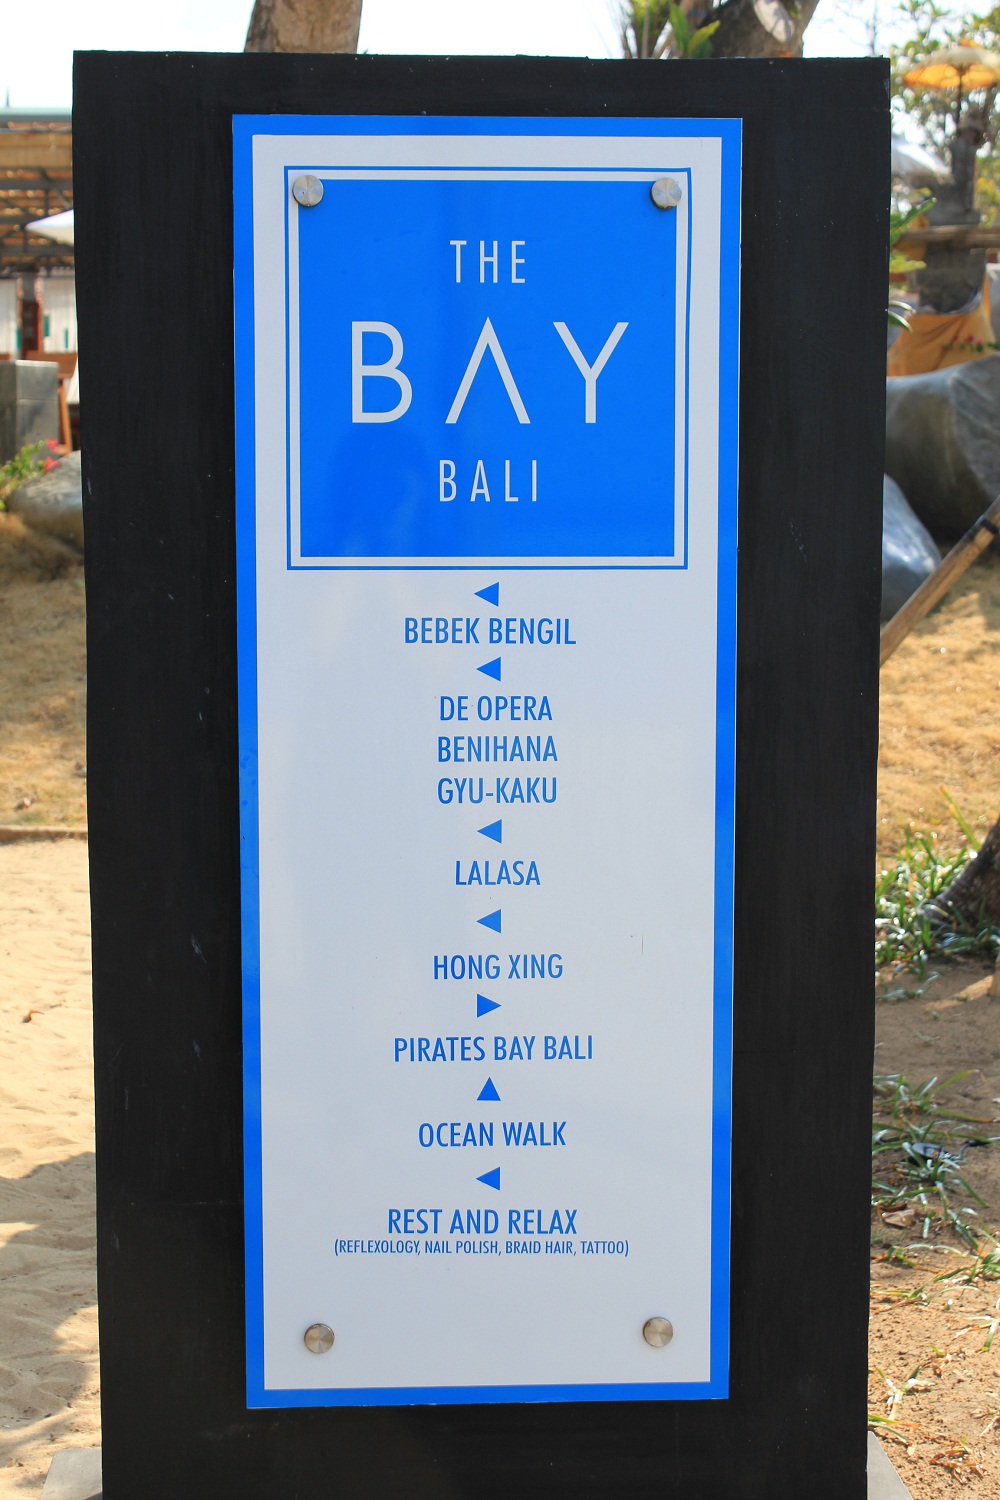 THE
BAY
BALI
BEBEK BENGIL
DE OPERA
BENIHANA
GYU-KAKU
LALASA
HONG XING
PIRATES BAY BALI
OCEAN WALK
REST AND RELAX
(REFLEXOLOGY, NAIL POLISH, BRAID HAIR, TATTOO)